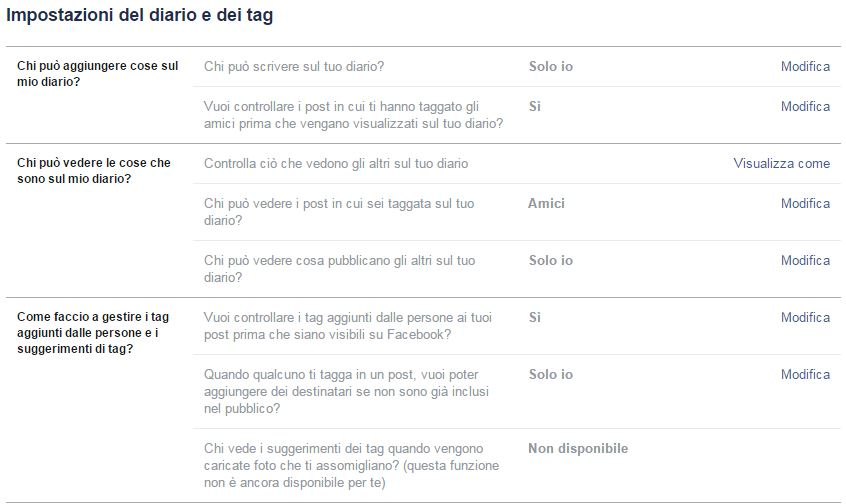 Impostazioni del diario e dei tag
Chi può aggiungere cose sul
mio diario?
Chi può scrivere sul tuo diario?
Solo io
Modifica
Vuoi controllare i post in cui ti hanno taggato gli
amici prima che vengano visualizzati sul tuo diario?
Sì
Modifica
Chi può vedere le cose che
sono sul mio diario?
Controlla ciò che vedono gli altri sul tuo diario
Visualizza come
Chi può vedere i post in cui sei taggata sul tuo
diario?
Amici
Modifica
Chi può vedere cosa pubblicano gli altri sul tuo
diario?
Solo io
Modifica
Come faccio a gestire i tag
aggiunti dalle persone e i
suggerimenti di tag?
Vuoi controllare i tag aggiunti dalle persone ai tuoi
post prima che siano visibili su Facebook?
Sì
Modifica
Quando qualcuno ti tagga in un post, vuoi poter
aggiungere dei destinatari se non sono già inclusi
nel pubblico?
Solo io
Modifica
Chi vede i suggerimenti dei tag quando vengono
caricate foto che ti assomigliano? (questa funzione
non è ancora disponibile per te)
Non disponibile